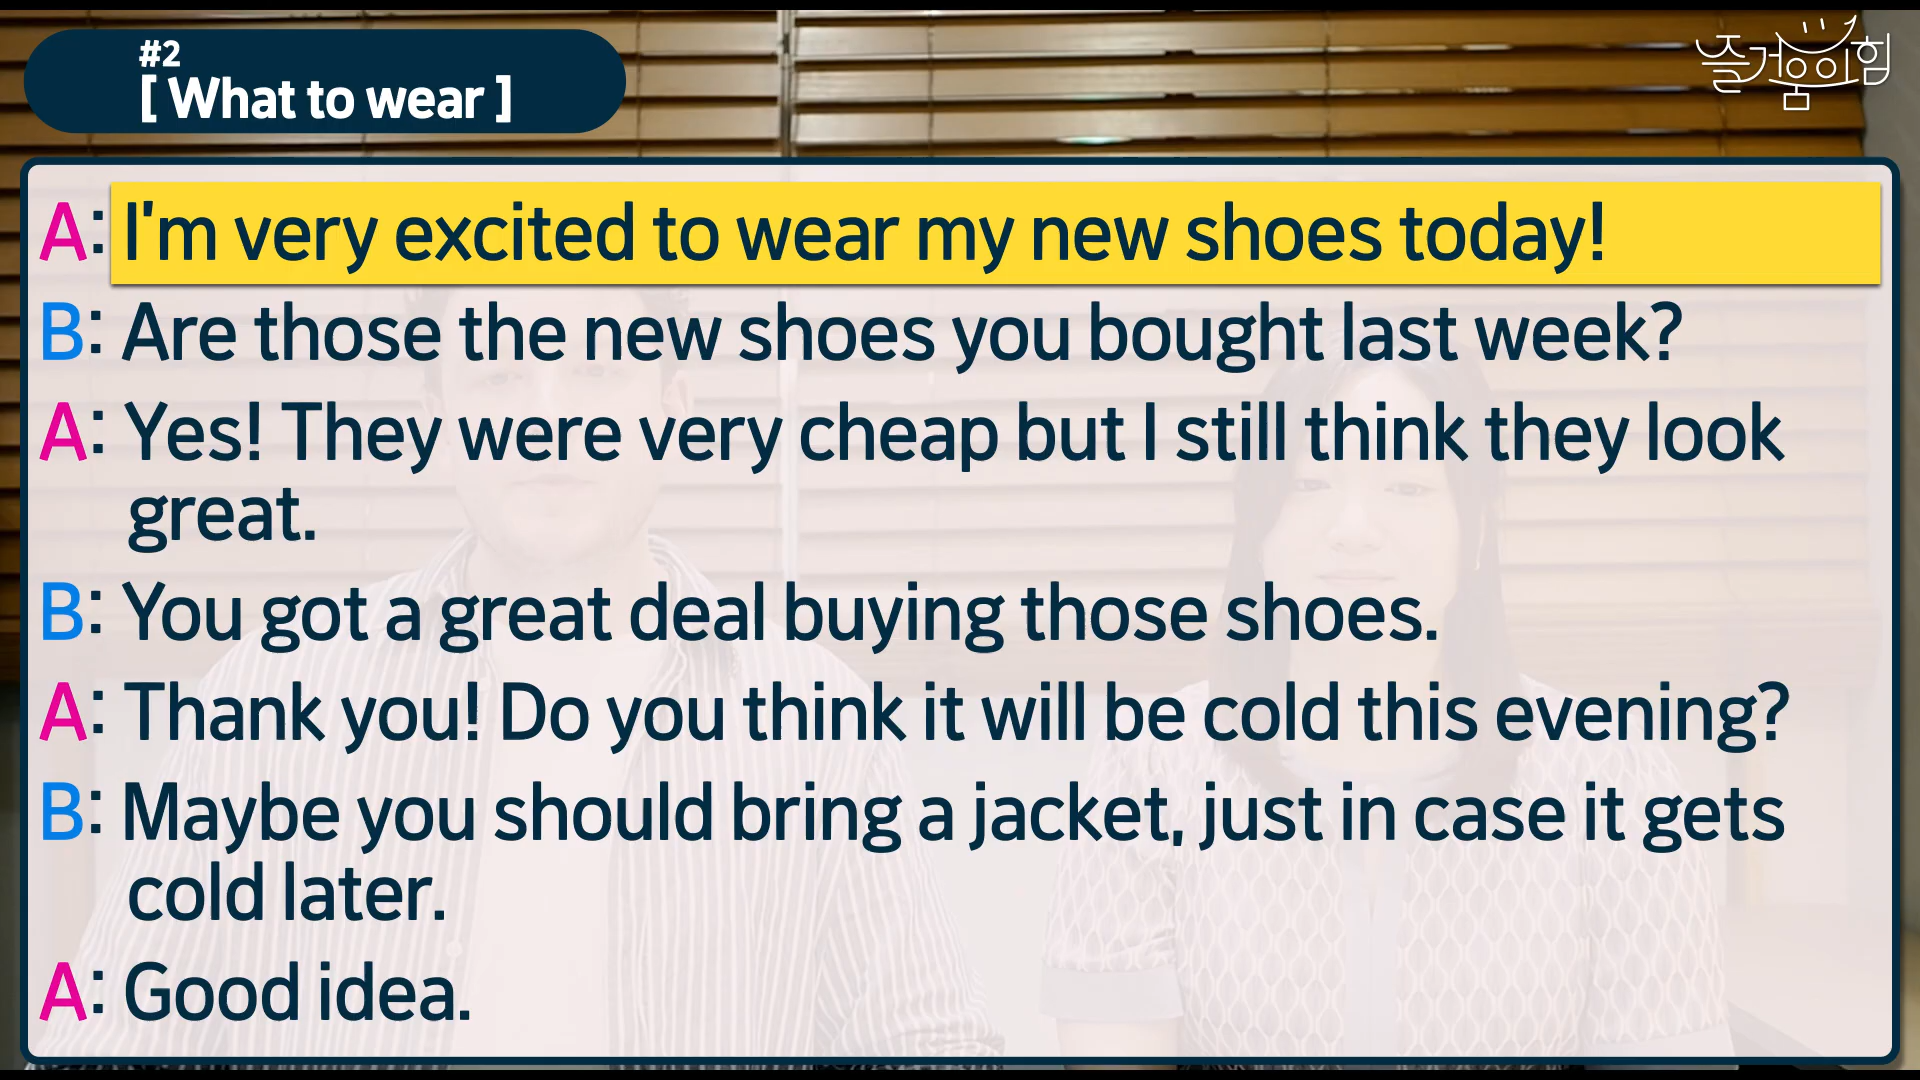 #2
[ What to wear ]
즐거움의힘
A: I'm very excited to wear my new shoes today!
B: Are those the new shoes you bought last week?
A: Yes! They were very cheap but I still think they look
great.
B: You got a great deal buying those shoes.
A: Thank you! Do you think it will be cold this evening?
B: Maybe you should bring a jacket, just in case it gets
cold later.
A: Good idea.